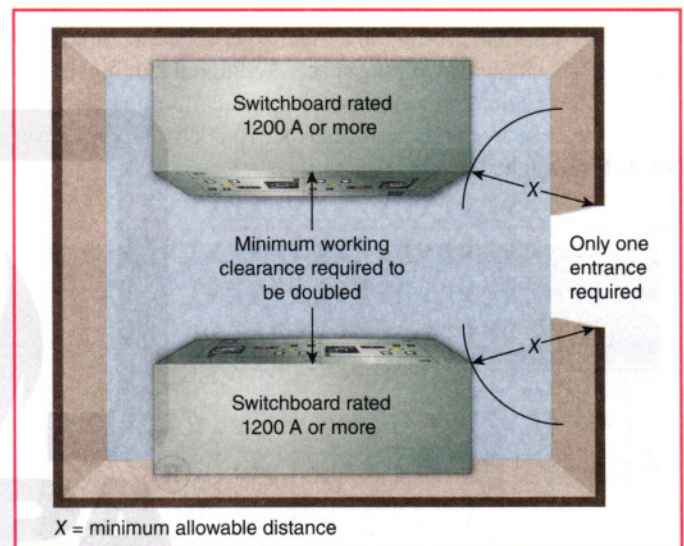 Switchboard rated
1200 A or more
X
Minimum working
clearance required to
be doubled
Only one
entrance
required
X
Switchboard rated
1200 A or more
X = minimum allowable distance